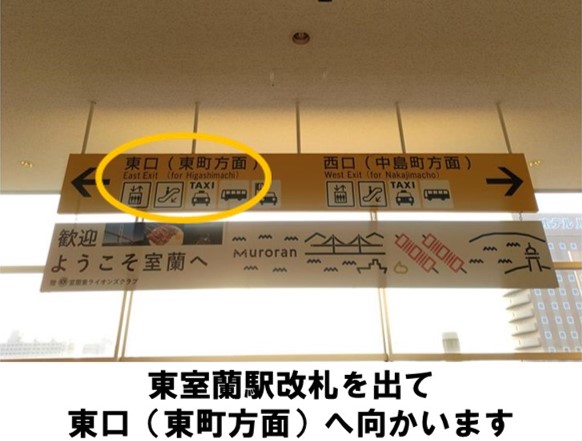 東口（東町方面）
East Exit (for Higashimachi)
TAXI
西口（中島町方面）
West Exit (for Nakajimacho)
TAXI
歓迎
ようこそ室蘭へ
Muroran
東室蘭駅改札を出て
東口（東町方面）へ向かいます